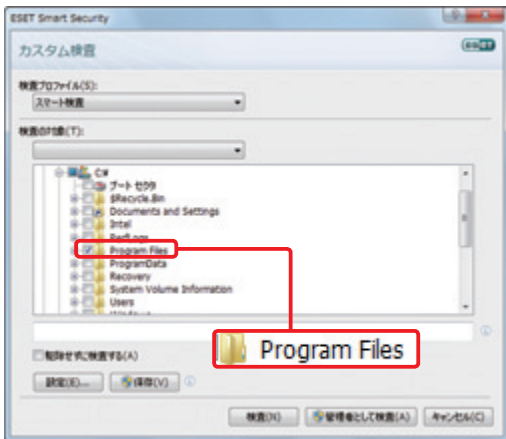 ESET Smart Security
カスタム検査
検査プロファイル(S):
スマート検査
検査の対象(T):
C:¥
ブート セクタ
$Recycle.Bin
Documents and Settings
Intel
PerfLogs
Program Files
ProgramData
Recovery
System Volume Information
Users
Program Files
駆除せずに検査する(A)
設定(E)... 保存(V)
検査(N) 管理者として検査(A) キャンセル(C)